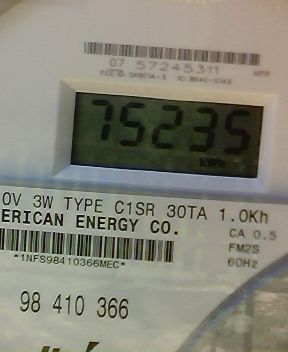 07 57245311
75235
kWh
0V 3W TYPE C1SR 30TA 1.0Kh
ERICAN ENERGY CO.
CA 0.5
FM2S
60Hz
*1NFS98410366MEC*
98 410 366